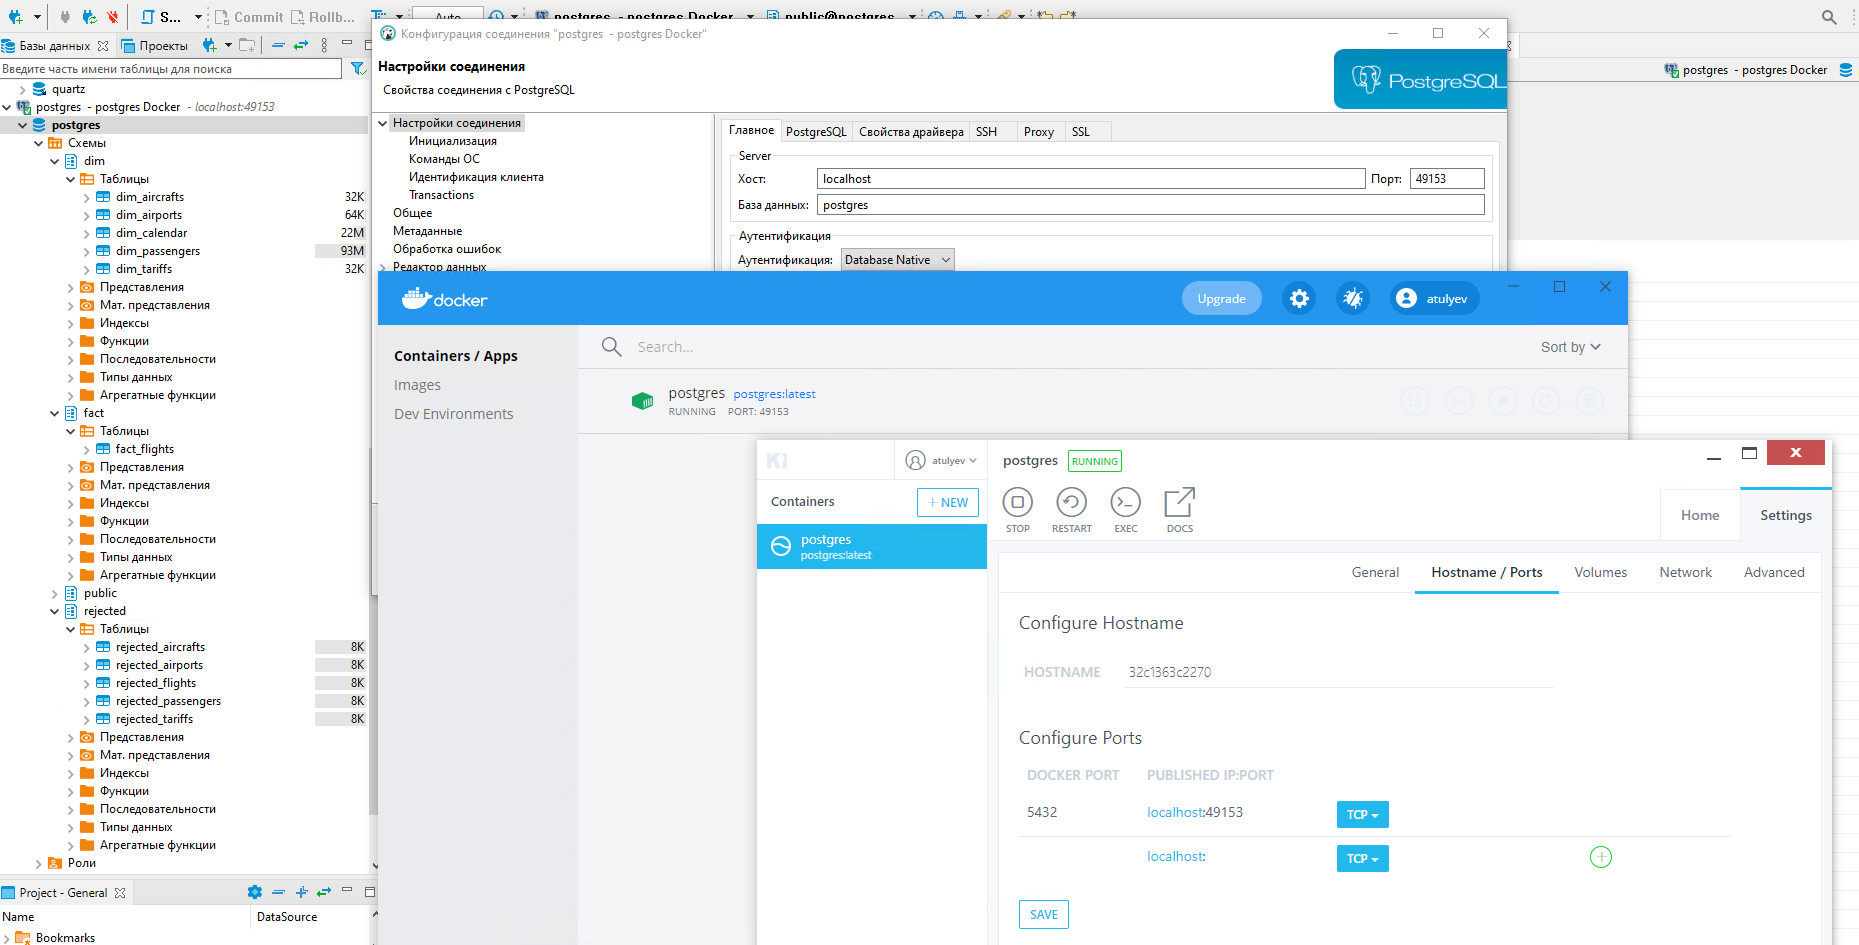 S...
Commit
Rollb...
Auto
postgres - postgres Docker
public@postgres
Базы данных
Проекты
Введите часть имени таблицы для поиска
quartz
postgres - postgres Docker - localhost:49153
postgres
Схемы
dim
Таблицы
dim_aircrafts 32K
dim_airports 64K
dim_calendar 22M
dim_passengers 93M
dim_tariffs 32K
Представления
Мат. представления
Индексы
Функции
Последовательности
Типы данных
Агрегатные функции
fact
Таблицы
fact_flights
Представления
Мат. представления
Индексы
Функции
Последовательности
Типы данных
Агрегатные функции
public
rejected
Таблицы
rejected_aircrafts 8K
rejected_airports 8K
rejected_flights 8K
rejected_passengers 8K
rejected_tariffs 8K
Представления
Мат. представления
Индексы
Функции
Последовательности
Типы данных
Агрегатные функции
Роли
Project - General
Name DataSource
Bookmarks
Конфигурация соединения "postgres - postgres Docker"
Настройки соединения
Свойства соединения с PostgreSQL
PostgreSQL
postgres - postgres Docker
Настройки соединения
Инициализация
Команды ОС
Идентификация клиента
Transactions
Общее
Метаданные
Обработка ошибок
Редактор данных
Главное PostgreSQL Свойства драйвера SSH Proxy SSL
Server
Хост: localhost Порт: 49153
База данных: postgres
Аутентификация
Аутентификация: Database Native
docker
Upgrade
atulyev
Containers / Apps
Images
Dev Environments
Search...
Sort by
postgres postgres:latest
RUNNING PORT: 49153
atulyev
Containers
+ NEW
postgres
postgres:latest
postgres RUNNING
STOP RESTART EXEC DOCS
Home Settings
General Hostname / Ports Volumes Network Advanced
Configure Hostname
HOSTNAME 32c1363c2270
Configure Ports
DOCKER PORT PUBLISHED IP:PORT
5432 localhost:49153 TCP
localhost: TCP
SAVE